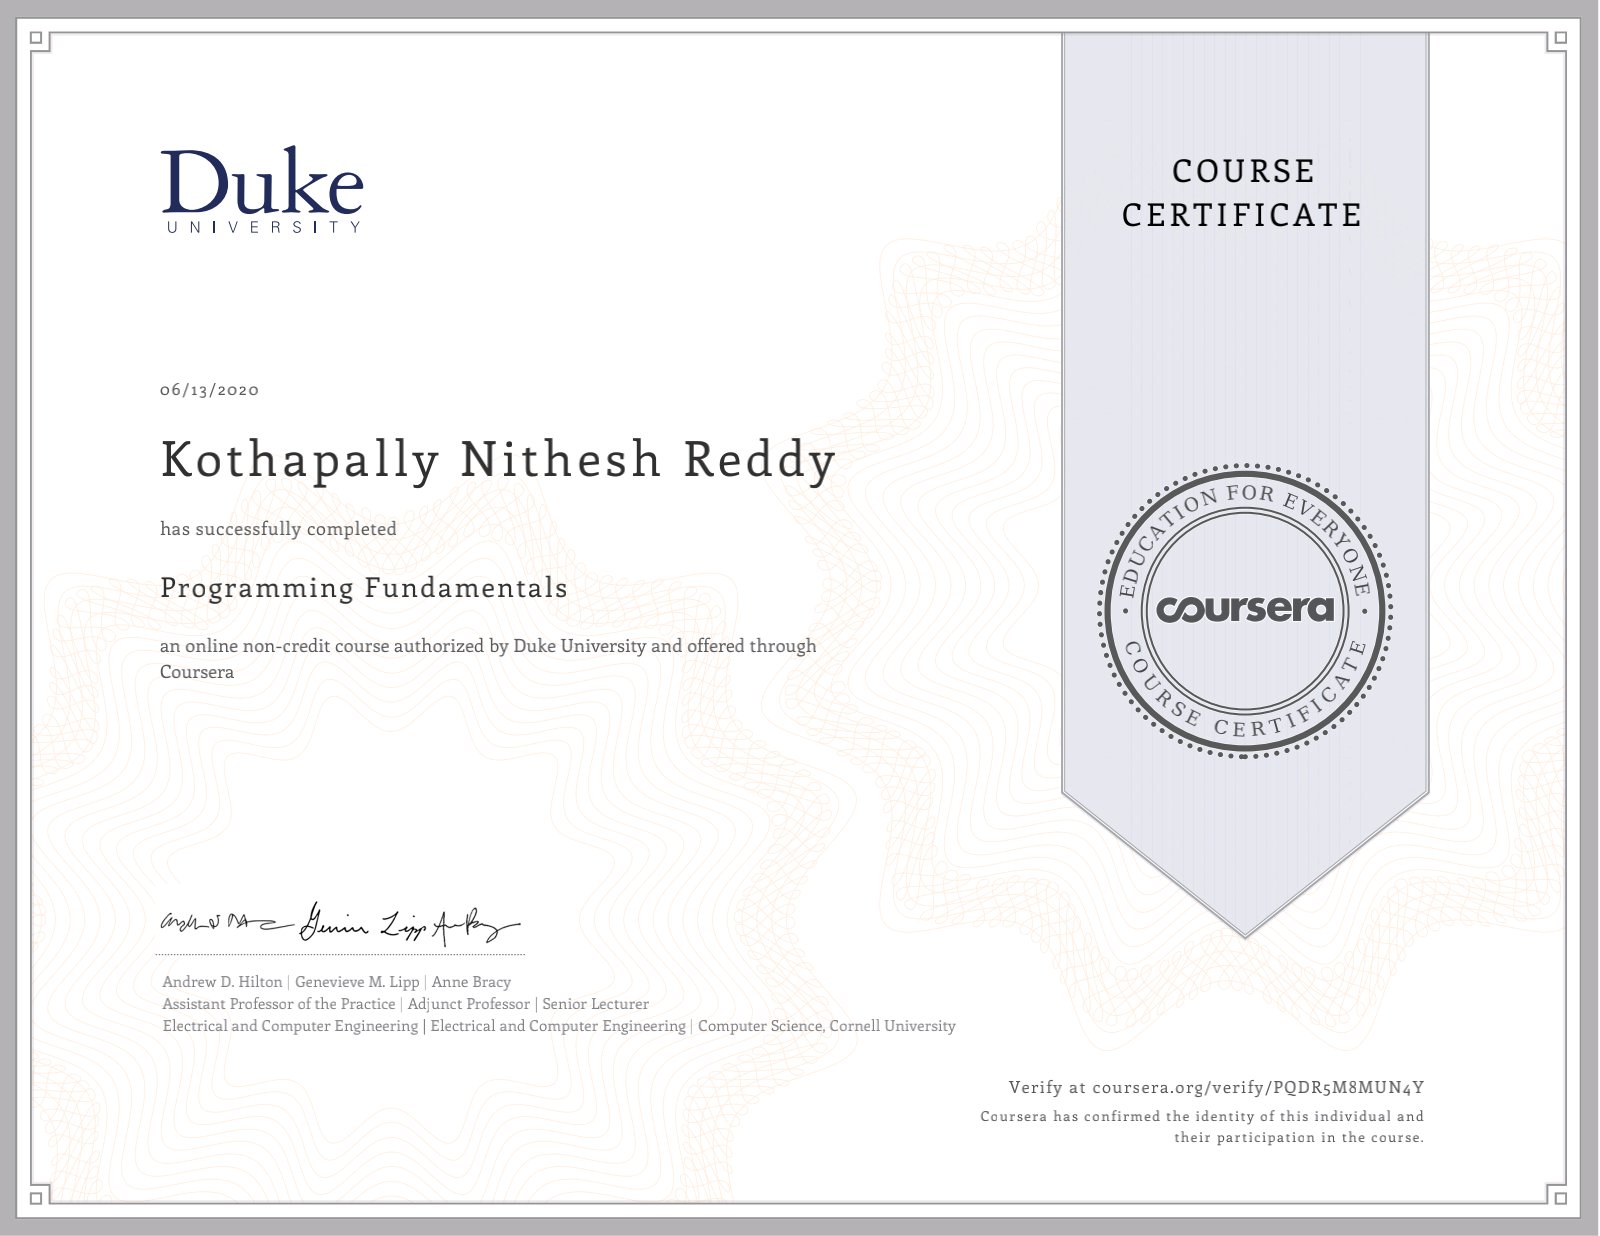 Duke
UNIVERSITY
COURSE
CERTIFICATE
06/13/2020
Kothapally Nithesh Reddy
has successfully completed
Programming Fundamentals
an online non-credit course authorized by Duke University and offered through
Coursera
EDUCATION FOR EVERYONE
coursera
COURSE CERTIFICATE
Andrew D. Hilton | Genevieve M. Lipp | Anne Bracy
Assistant Professor of the Practice | Adjunct Professor | Senior Lecturer
Electrical and Computer Engineering | Electrical and Computer Engineering | Computer Science, Cornell University
Verify at coursera.org/verify/PQDR5M8MUN4Y
Coursera has confirmed the identity of this individual and
their participation in the course.